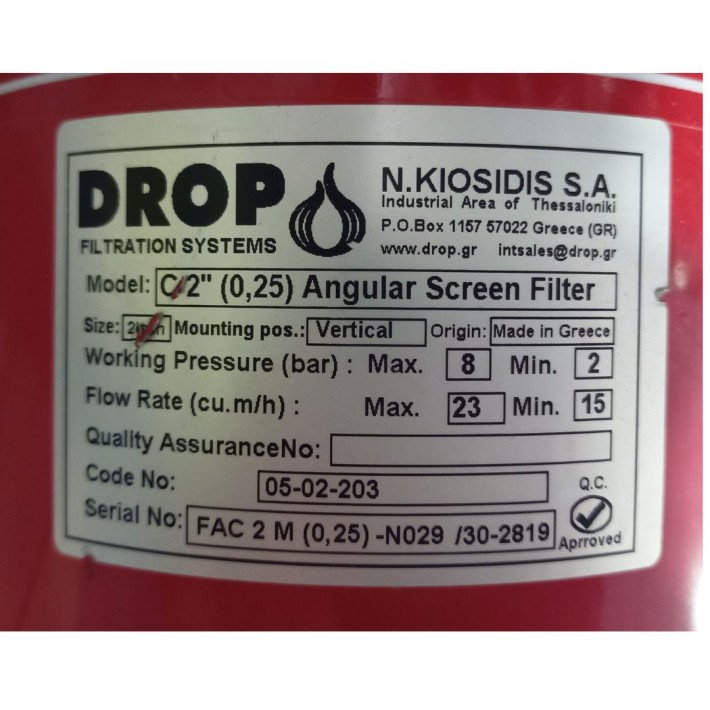 DROP
FILTRATION SYSTEMS
N.KIOSIDIS S.A.
Industrial Area of Thessaloniki
P.O.Box 1157 57022 Greece (GR)
www.drop.gr intsales@drop.gr
Model: C/2" (0,25) Angular Screen Filter
Size: Mounting pos.: Vertical Origin: Made in Greece
Working Pressure (bar) : Max. 8 Min. 2
Flow Rate (cu.m/h) : Max. 23 Min. 15
Quality AssuranceNo:
Code No: 05-02-203
Serial No: FAC 2 M (0,25) -N029 /30-2819
Q.C.
Aprroved